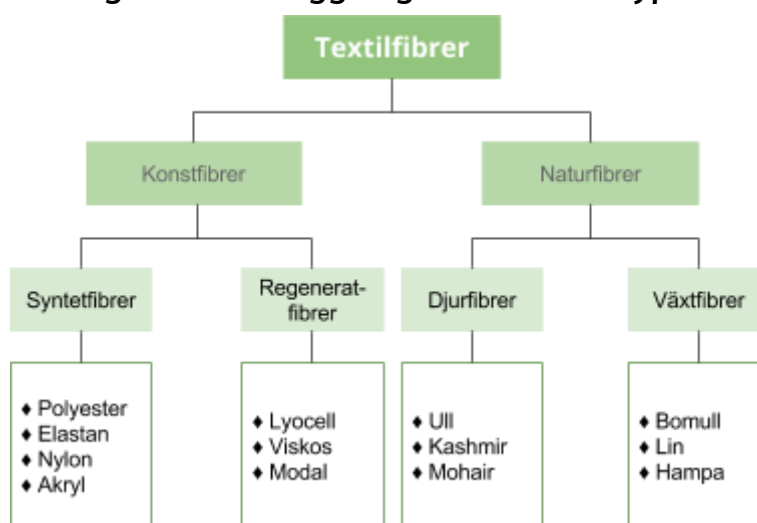 Textilfibrer
Konstfibrer
Naturfibrer
Syntetfibrer
Regenerat-
fibrer
Djurfibrer
Växtfibrer
♦ Polyester
♦ Elastan
♦ Nylon
♦ Akryl
♦ Lyocell
♦ Viskos
♦ Modal
♦ Ull
♦ Kashmir
♦ Mohair
♦ Bomull
♦ Lin
♦ Hampa